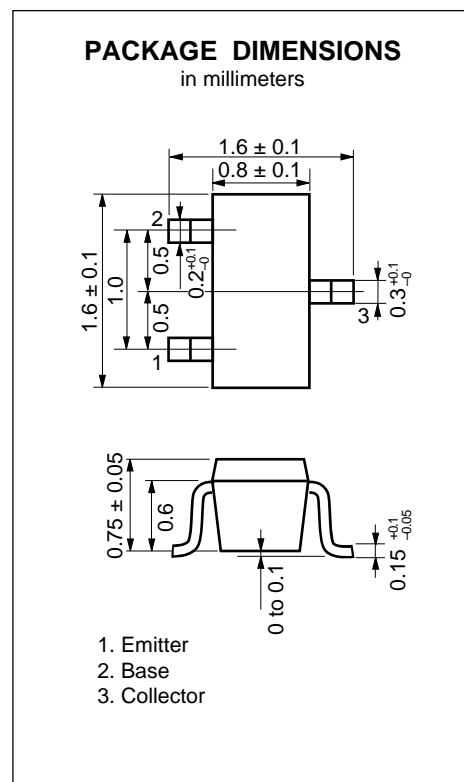 PACKAGE DIMENSIONS
in millimeters
1.6 ± 0.1
0.8 ± 0.1
2
1.6 ± 0.1
1.0
0.5
0.5
0.2 +0.1 –0
0.3 +0.1 –0
3
1
0.75 ± 0.05
0.6
0.15 +0.1 –0.05
0 to 0.1
1. Emitter
2. Base
3. Collector